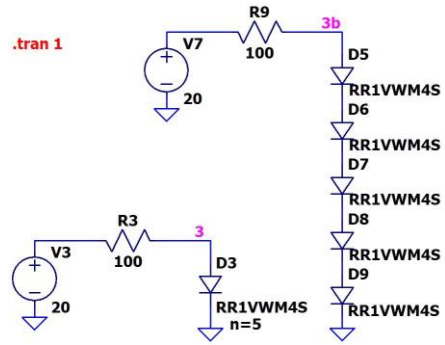 .tran 1
R9
3b
V7
100
20
D5
RR1VWM4S
D6
RR1VWM4S
D7
RR1VWM4S
D8
RR1VWM4S
D9
RR1VWM4S
R3
3
V3
100
20
D3
RR1VWM4S
n=5